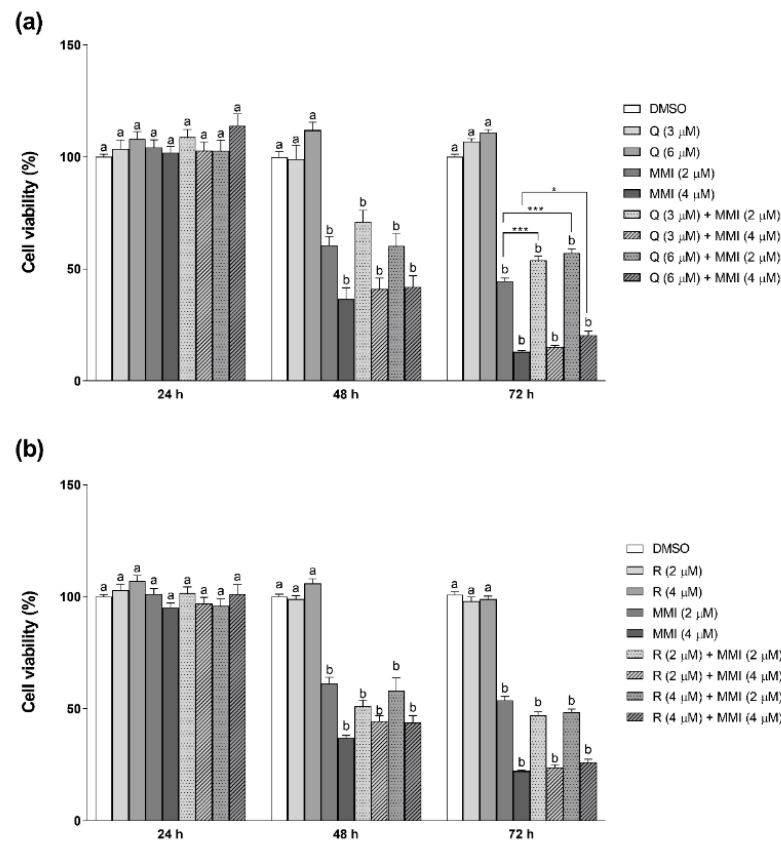 (a)
150
100
50
0
Cell viability (%)
a a a a a a a a a
a a a b b b b b b
a a a b b b b b b
*
***
***
24 h 48 h 72 h
DMSO
Q (3 μM)
Q (6 μM)
MMI (2 μM)
MMI (4 μM)
Q (3 μM) + MMI (2 μM)
Q (3 μM) + MMI (4 μM)
Q (6 μM) + MMI (2 μM)
Q (6 μM) + MMI (4 μM)
(b)
150
100
50
0
Cell viability (%)
a a a a a a a a a
a a a b b b b b b
a a a b b b b b b
24 h 48 h 72 h
DMSO
R (2 μM)
R (4 μM)
MMI (2 μM)
MMI (4 μM)
R (2 μM) + MMI (2 μM)
R (2 μM) + MMI (4 μM)
R (4 μM) + MMI (2 μM)
R (4 μM) + MMI (4 μM)